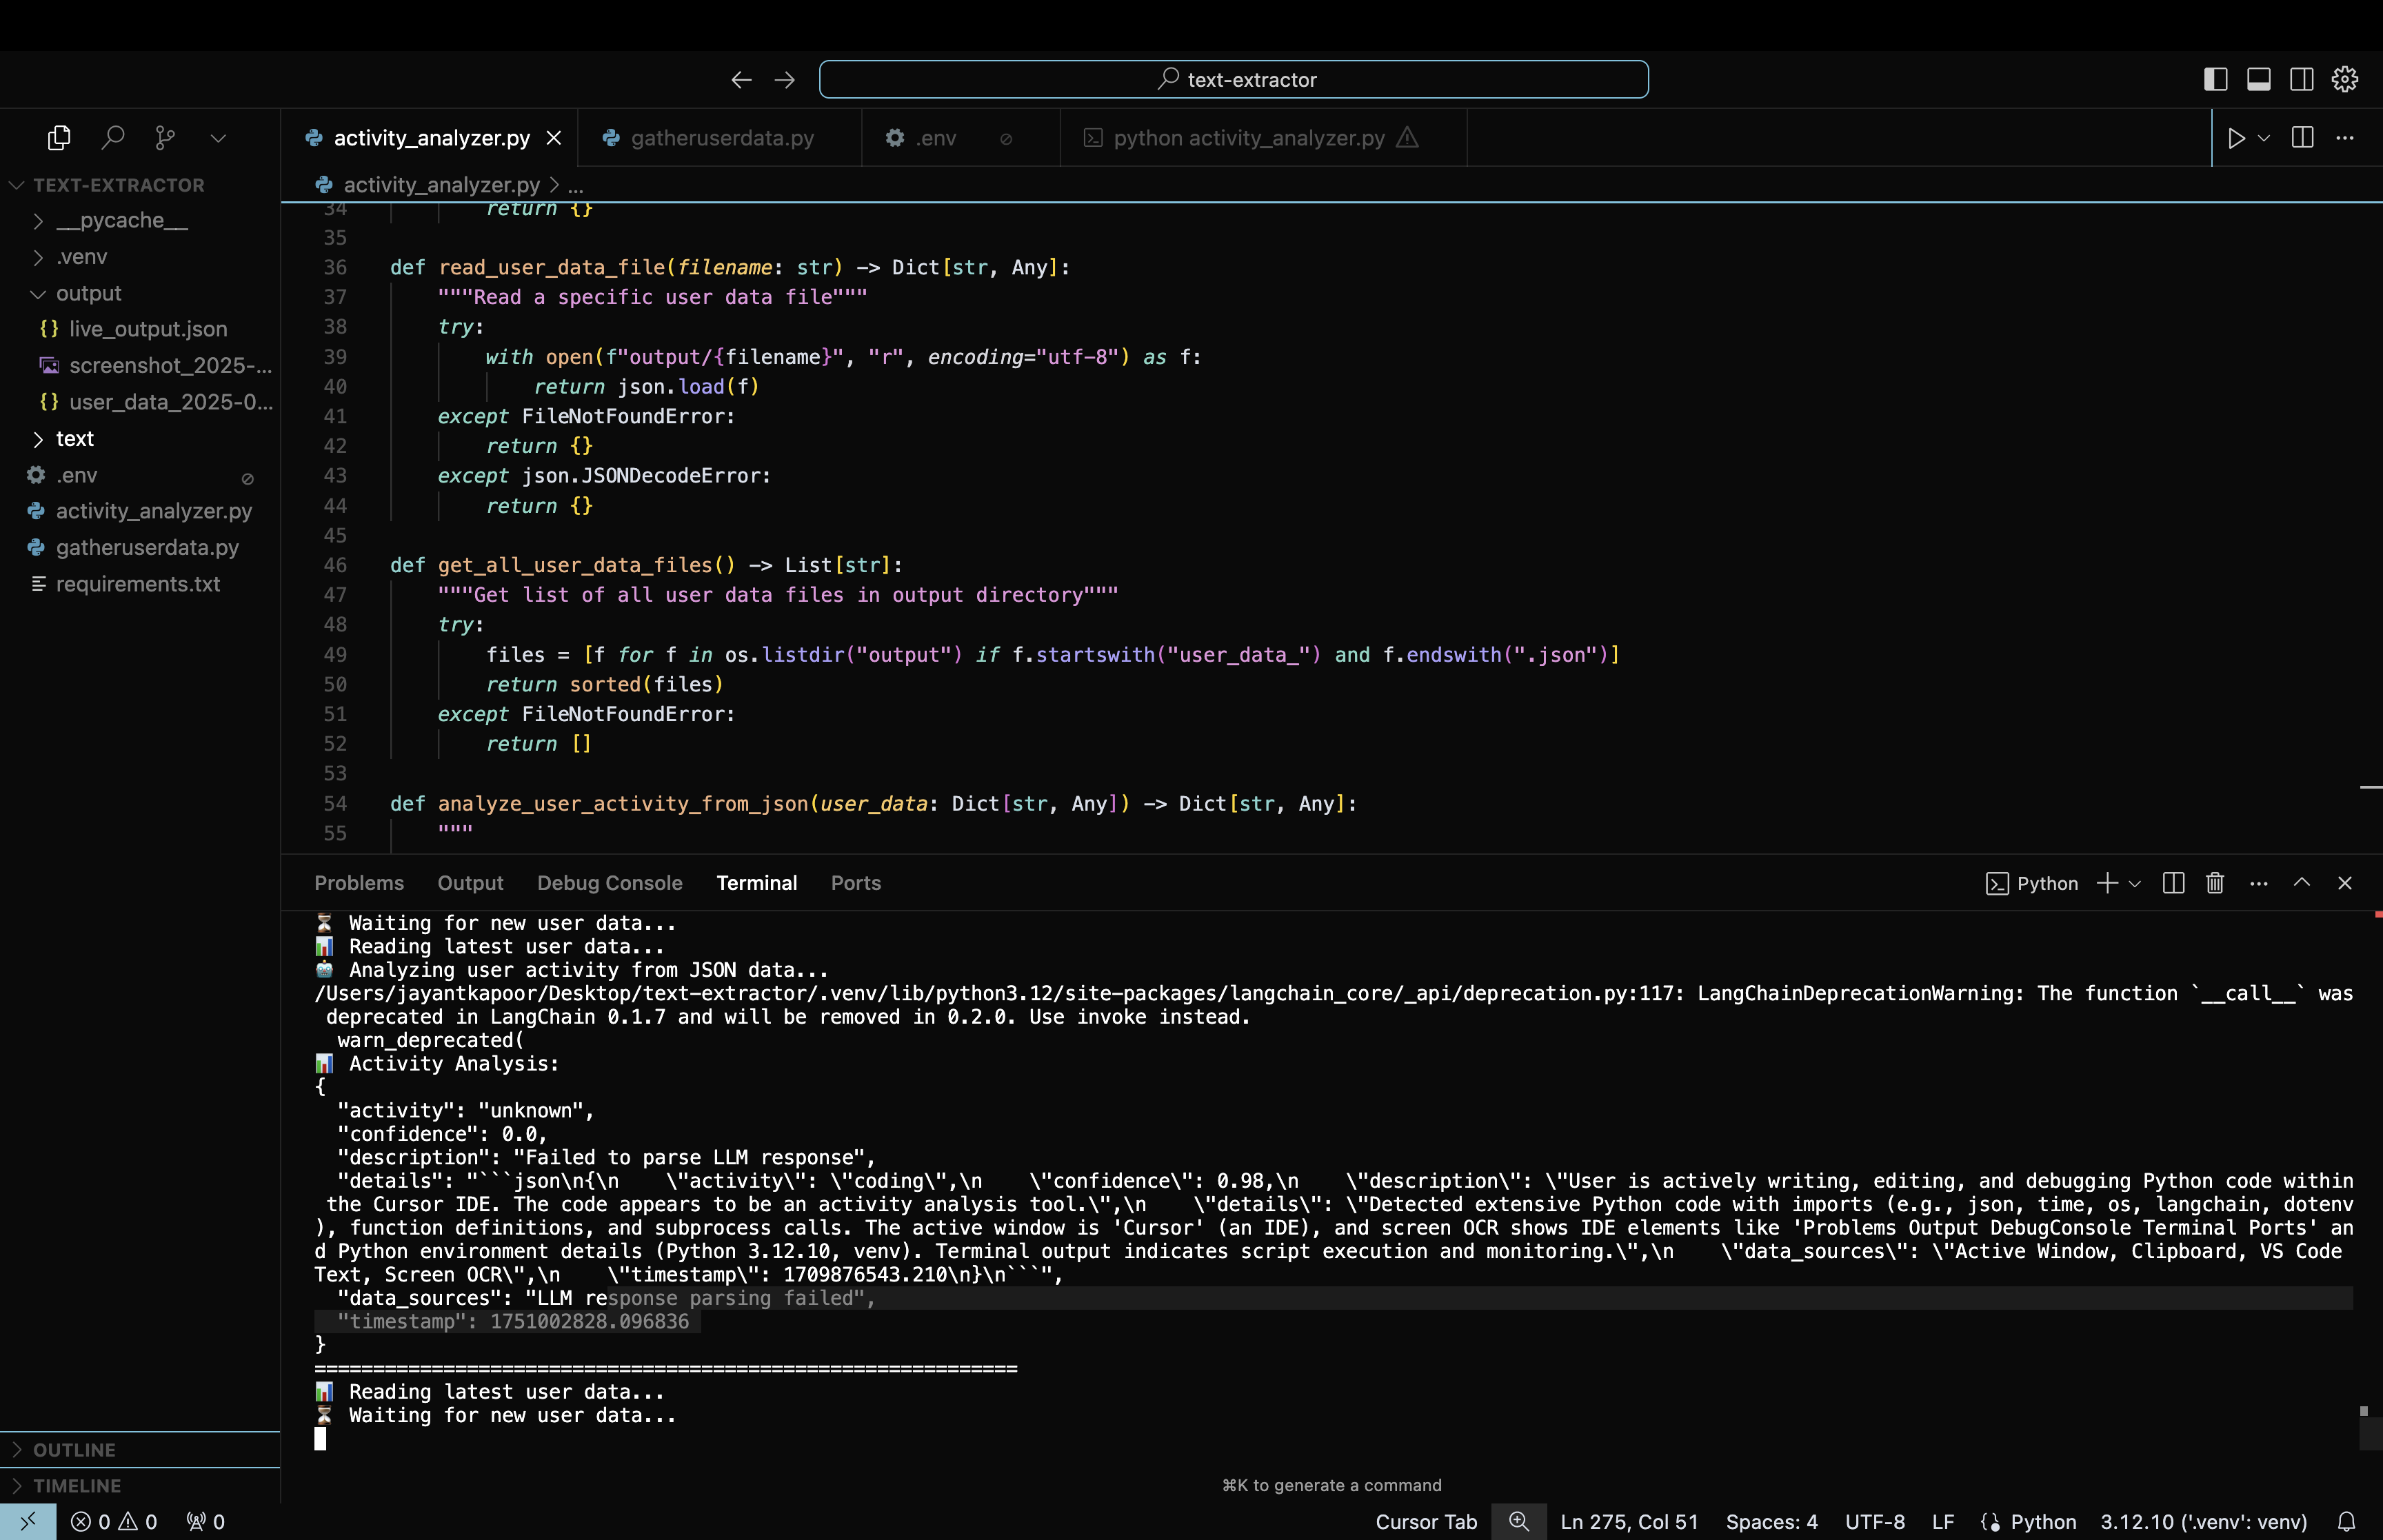 text-extractor
activity_analyzer.py
gatheruserdata.py
.env
python activity_analyzer.py
TEXT-EXTRACTOR
__pycache__
.venv
output
live_output.json
screenshot_2025-...
user_data_2025-0...
text
.env
activity_analyzer.py
gatheruserdata.py
requirements.txt
OUTLINE
TIMELINE
activity_analyzer.py > ...
34 return {}
35
36 def read_user_data_file(filename: str) -> Dict[str, Any]:
37 """Read a specific user data file"""
38 try:
39 with open(f"output/{filename}", "r", encoding="utf-8") as f:
40 return json.load(f)
41 except FileNotFoundError:
42 return {}
43 except json.JSONDecodeError:
44 return {}
45
46 def get_all_user_data_files() -> List[str]:
47 """Get list of all user data files in output directory"""
48 try:
49 files = [f for f in os.listdir("output") if f.startswith("user_data_") and f.endswith(".json")]
50 return sorted(files)
51 except FileNotFoundError:
52 return []
53
54 def analyze_user_activity_from_json(user_data: Dict[str, Any]) -> Dict[str, Any]:
55 """
Problems Output Debug Console Terminal Ports
Python
⏳ Waiting for new user data...
📊 Reading latest user data...
🤖 Analyzing user activity from JSON data...
/Users/jayantkapoor/Desktop/text-extractor/.venv/lib/python3.12/site-packages/langchain_core/_api/deprecation.py:117: LangChainDeprecationWarning: The function `__call__` was
deprecated in LangChain 0.1.7 and will be removed in 0.2.0. Use invoke instead.
warn_deprecated(
📊 Activity Analysis:
{
"activity": "unknown",
"confidence": 0.0,
"description": "Failed to parse LLM response",
"details": "```json\n{\n    \"activity\": \"coding\",\n    \"confidence\": 0.98,\n    \"description\": \"User is actively writing, editing, and debugging Python code within
the Cursor IDE. The code appears to be an activity analysis tool.\",\n    \"details\": \"Detected extensive Python code with imports (e.g., json, time, os, langchain, dotenv
), function definitions, and subprocess calls. The active window is 'Cursor' (an IDE), and screen OCR shows IDE elements like 'Problems Output DebugConsole Terminal Ports' an
d Python environment details (Python 3.12.10, venv). Terminal output indicates script execution and monitoring.\",\n    \"data_sources\": \"Active Window, Clipboard, VS Code
Text, Screen OCR\",\n    \"timestamp\": 1709876543.210\n}\n```",
"data_sources": "LLM response parsing failed",
"timestamp": 1751002828.096836
}
============================================================
📊 Reading latest user data...
⏳ Waiting for new user data...
⌘K to generate a command
0 0 0
Cursor Tab
Ln 275, Col 51
Spaces: 4
UTF-8
LF
Python
3.12.10 ('.venv': venv)